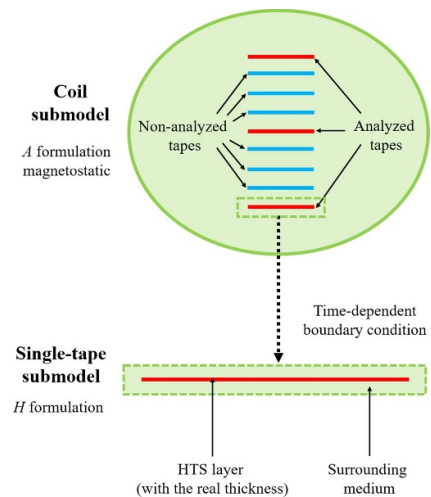 Coil
submodel
A formulation
magnetostatic
Non-analyzed
tapes
Analyzed
tapes
Time-dependent
boundary condition
Single-tape
submodel
H formulation
HTS layer
(with the real thickness)
Surrounding
medium